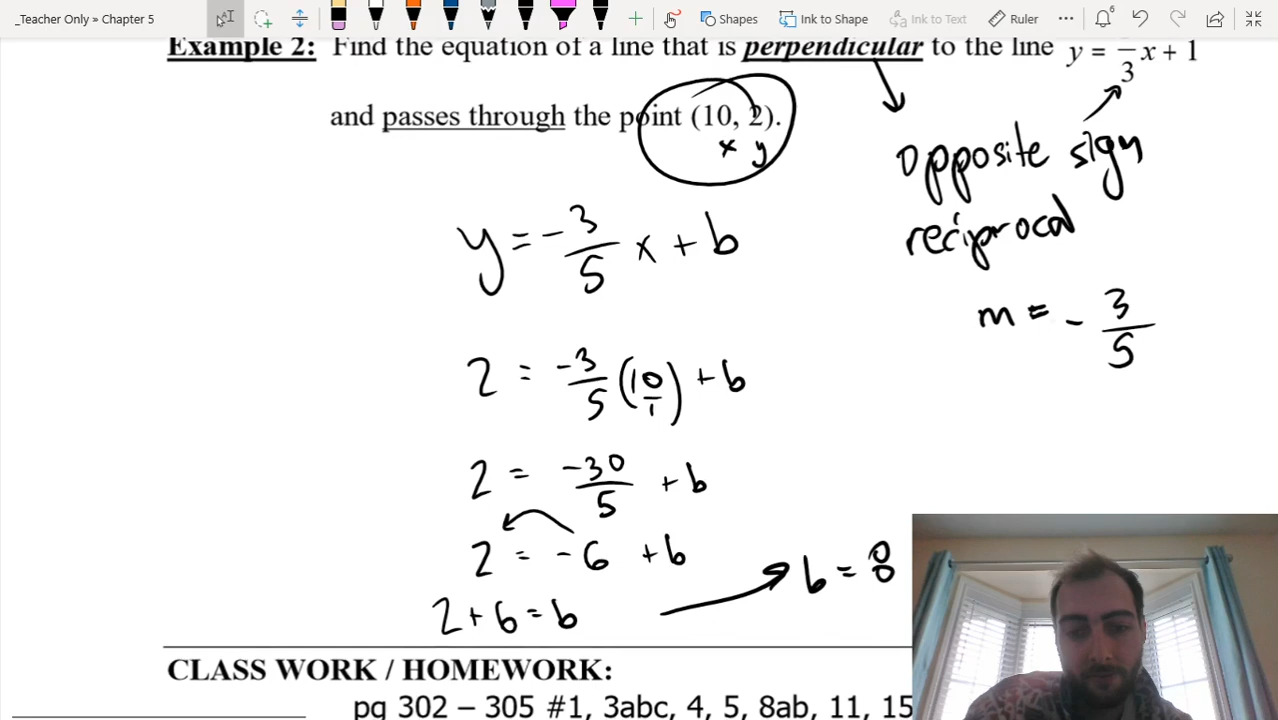 _Teacher Only » Chapter 5
Shapes
Ink to Shape
Ink to Text
Ruler
6
Example 2: Find the equation of a line that is perpendicular to the line y = /3 x + 1
and passes through the point (10, 2).
x y
opposite sign
reciprocal
m = - 3/5
y = -3/5 x + b
2 = -3/5 (10/1) + b
2 = -30/5 + b
2 = -6 + b
2 + 6 = b
b = 8
CLASS WORK / HOMEWORK:
pg 302 – 305 #1, 3abc, 4, 5, 8ab, 11, 15